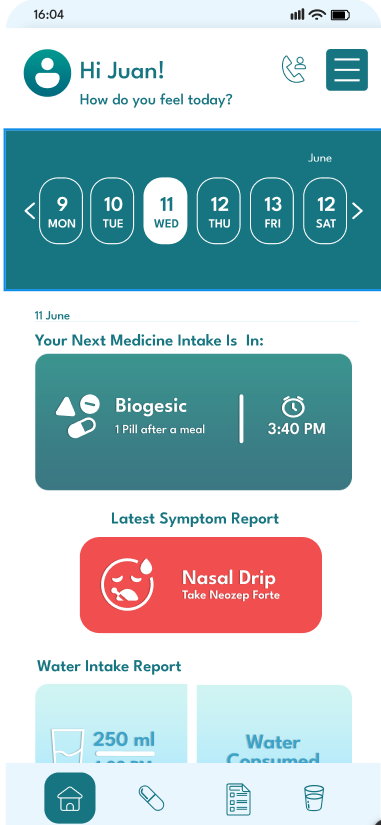 16:04
Hi Juan!
How do you feel today?
June
9 10 11 12 13 12
MON TUE WED THU FRI SAT
11 June
Your Next Medicine Intake Is In:
Biogesic
1 Pill after a meal
3:40 PM
Latest Symptom Report
Nasal Drip
Take Neozep Forte
Water Intake Report
250 ml
Water
Consumed